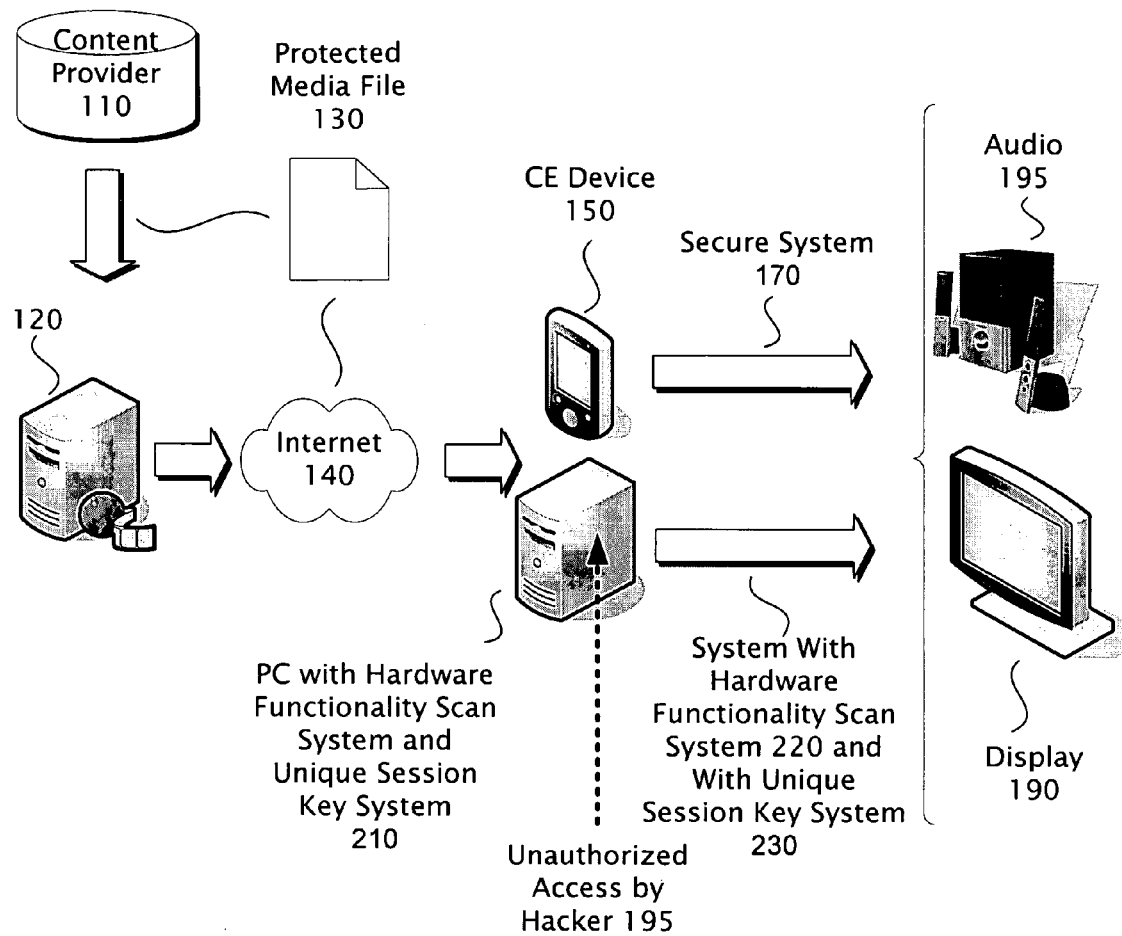 Content
Provider
110
Protected
Media File
130
CE Device
150
Audio
195
Secure System
170
120
Internet
140
PC with Hardware
Functionality Scan
System and
Unique Session
Key System
210
System With
Hardware
Functionality Scan
System 220 and
With Unique
Session Key System
230
Display
190
Unauthorized
Access by
Hacker 195